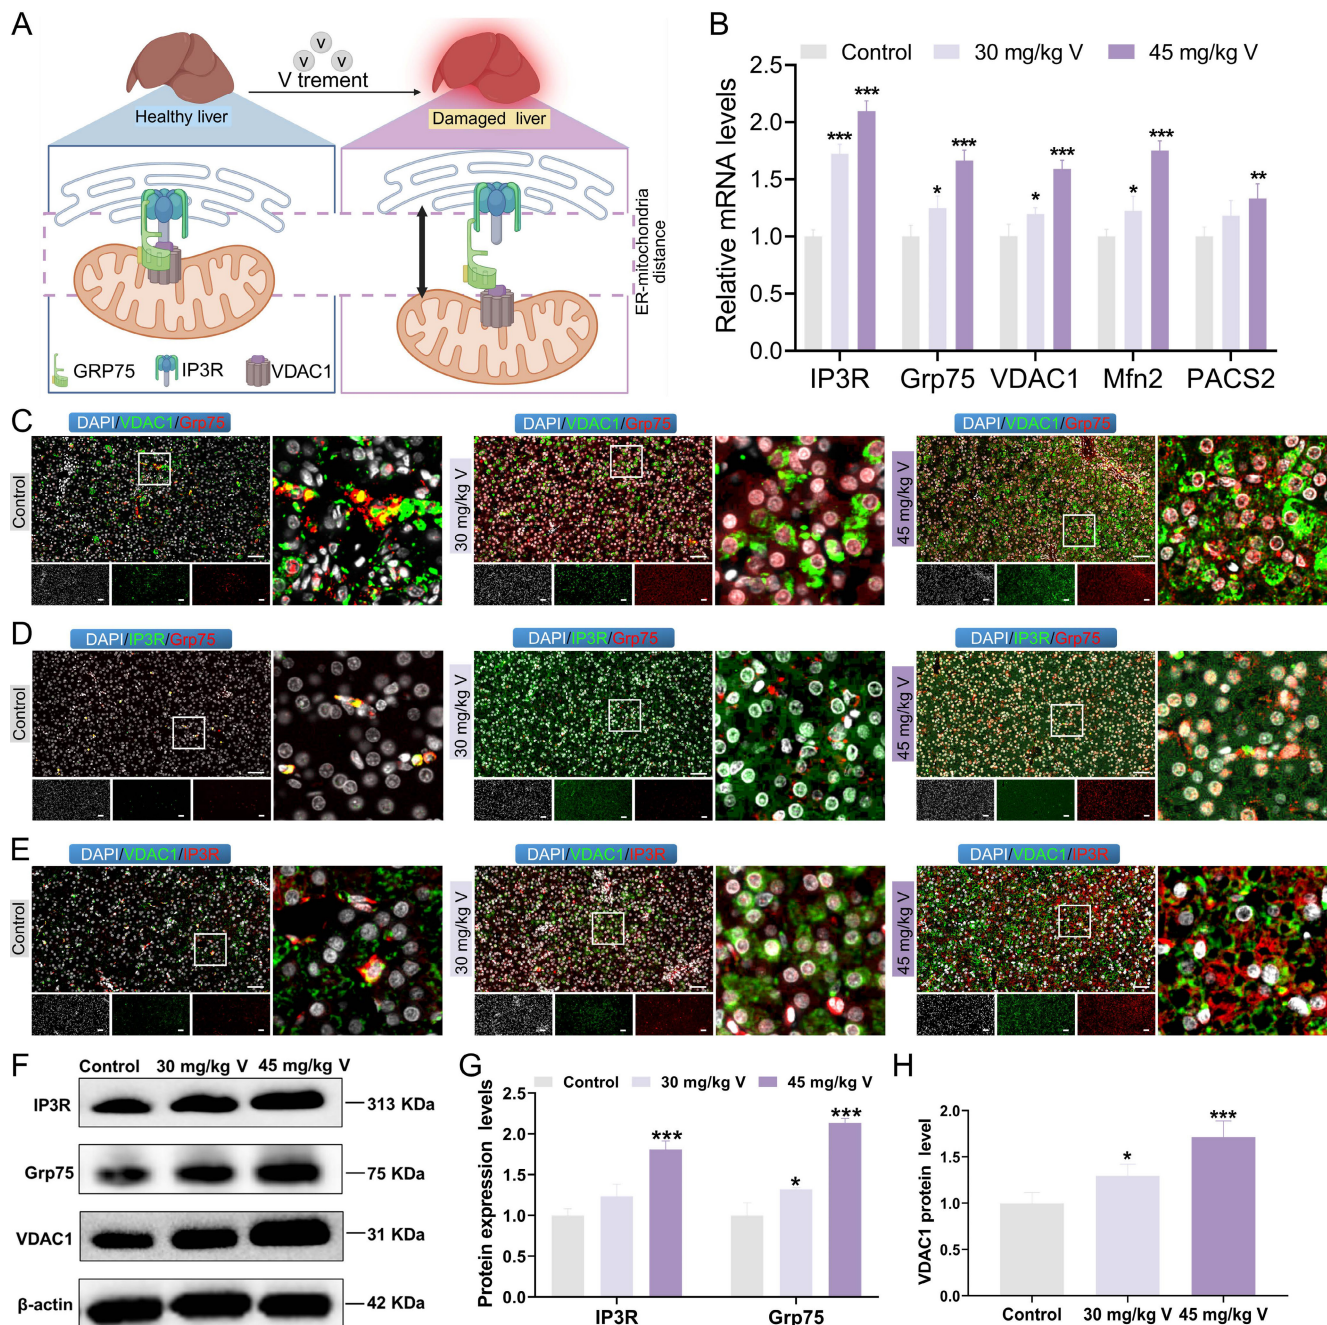 A
V
V
V
V trement
Healthy liver
Damaged liver
ER-mitochondria
distance
GRP75
IP3R
VDAC1
B
Control
30 mg/kg V
45 mg/kg V
Relative mRNA levels
2.5
2.0
1.5
1.0
0.5
0.0
***
***
*
***
*
***
*
***
**
IP3R
Grp75
VDAC1
Mfn2
PACS2
C
DAPI/VDAC1/Grp75
DAPI/VDAC1/Grp75
DAPI/VDAC1/Grp75
Control
30 mg/kg V
45 mg/kg V
D
DAPI/IP3R/Grp75
DAPI/IP3R/Grp75
DAPI/IP3R/Grp75
Control
30 mg/kg V
45 mg/kg V
E
DAPI/VDAC1/IP3R
DAPI/VDAC1/IP3R
DAPI/VDAC1/IP3R
Control
30 mg/kg V
45 mg/kg V
F
Control 30 mg/kg V 45 mg/kg V
IP3R 313 KDa
Grp75 75 KDa
VDAC1 31 KDa
β-actin 42 KDa
G
Control
30 mg/kg V
45 mg/kg V
Protein expression levels
2.5
2.0
1.5
1.0
0.5
0.0
***
*
***
IP3R
Grp75
H
VDAC1 protein level
2.0
1.5
1.0
0.5
0.0
*
***
Control
30 mg/kg V
45 mg/kg V